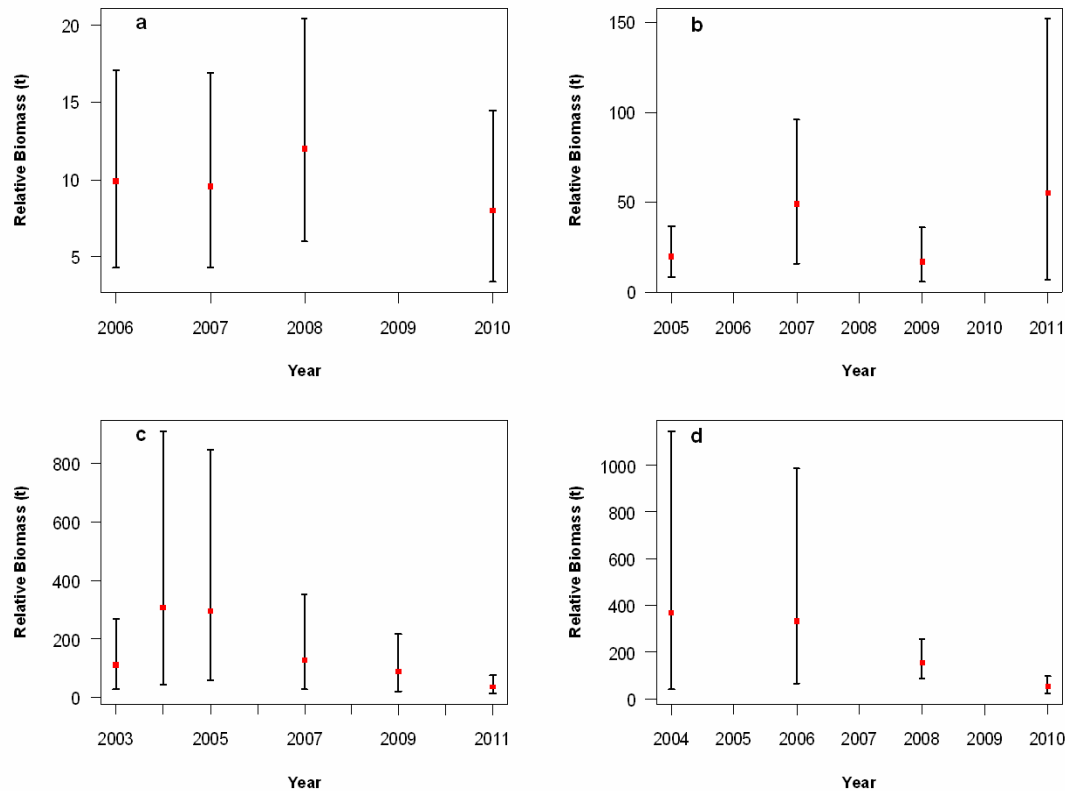 a
Relative Biomass (t)
20
15
10
5
2006 2007 2008 2009 2010
Year
b
Relative Biomass (t)
150
100
50
0
2005 2006 2007 2008 2009 2010 2011
Year
c
Relative Biomass (t)
800
600
400
200
0
2003 2005 2007 2009 2011
Year
d
Relative Biomass (t)
1000
800
600
400
200
0
2004 2005 2006 2007 2008 2009 2010
Year